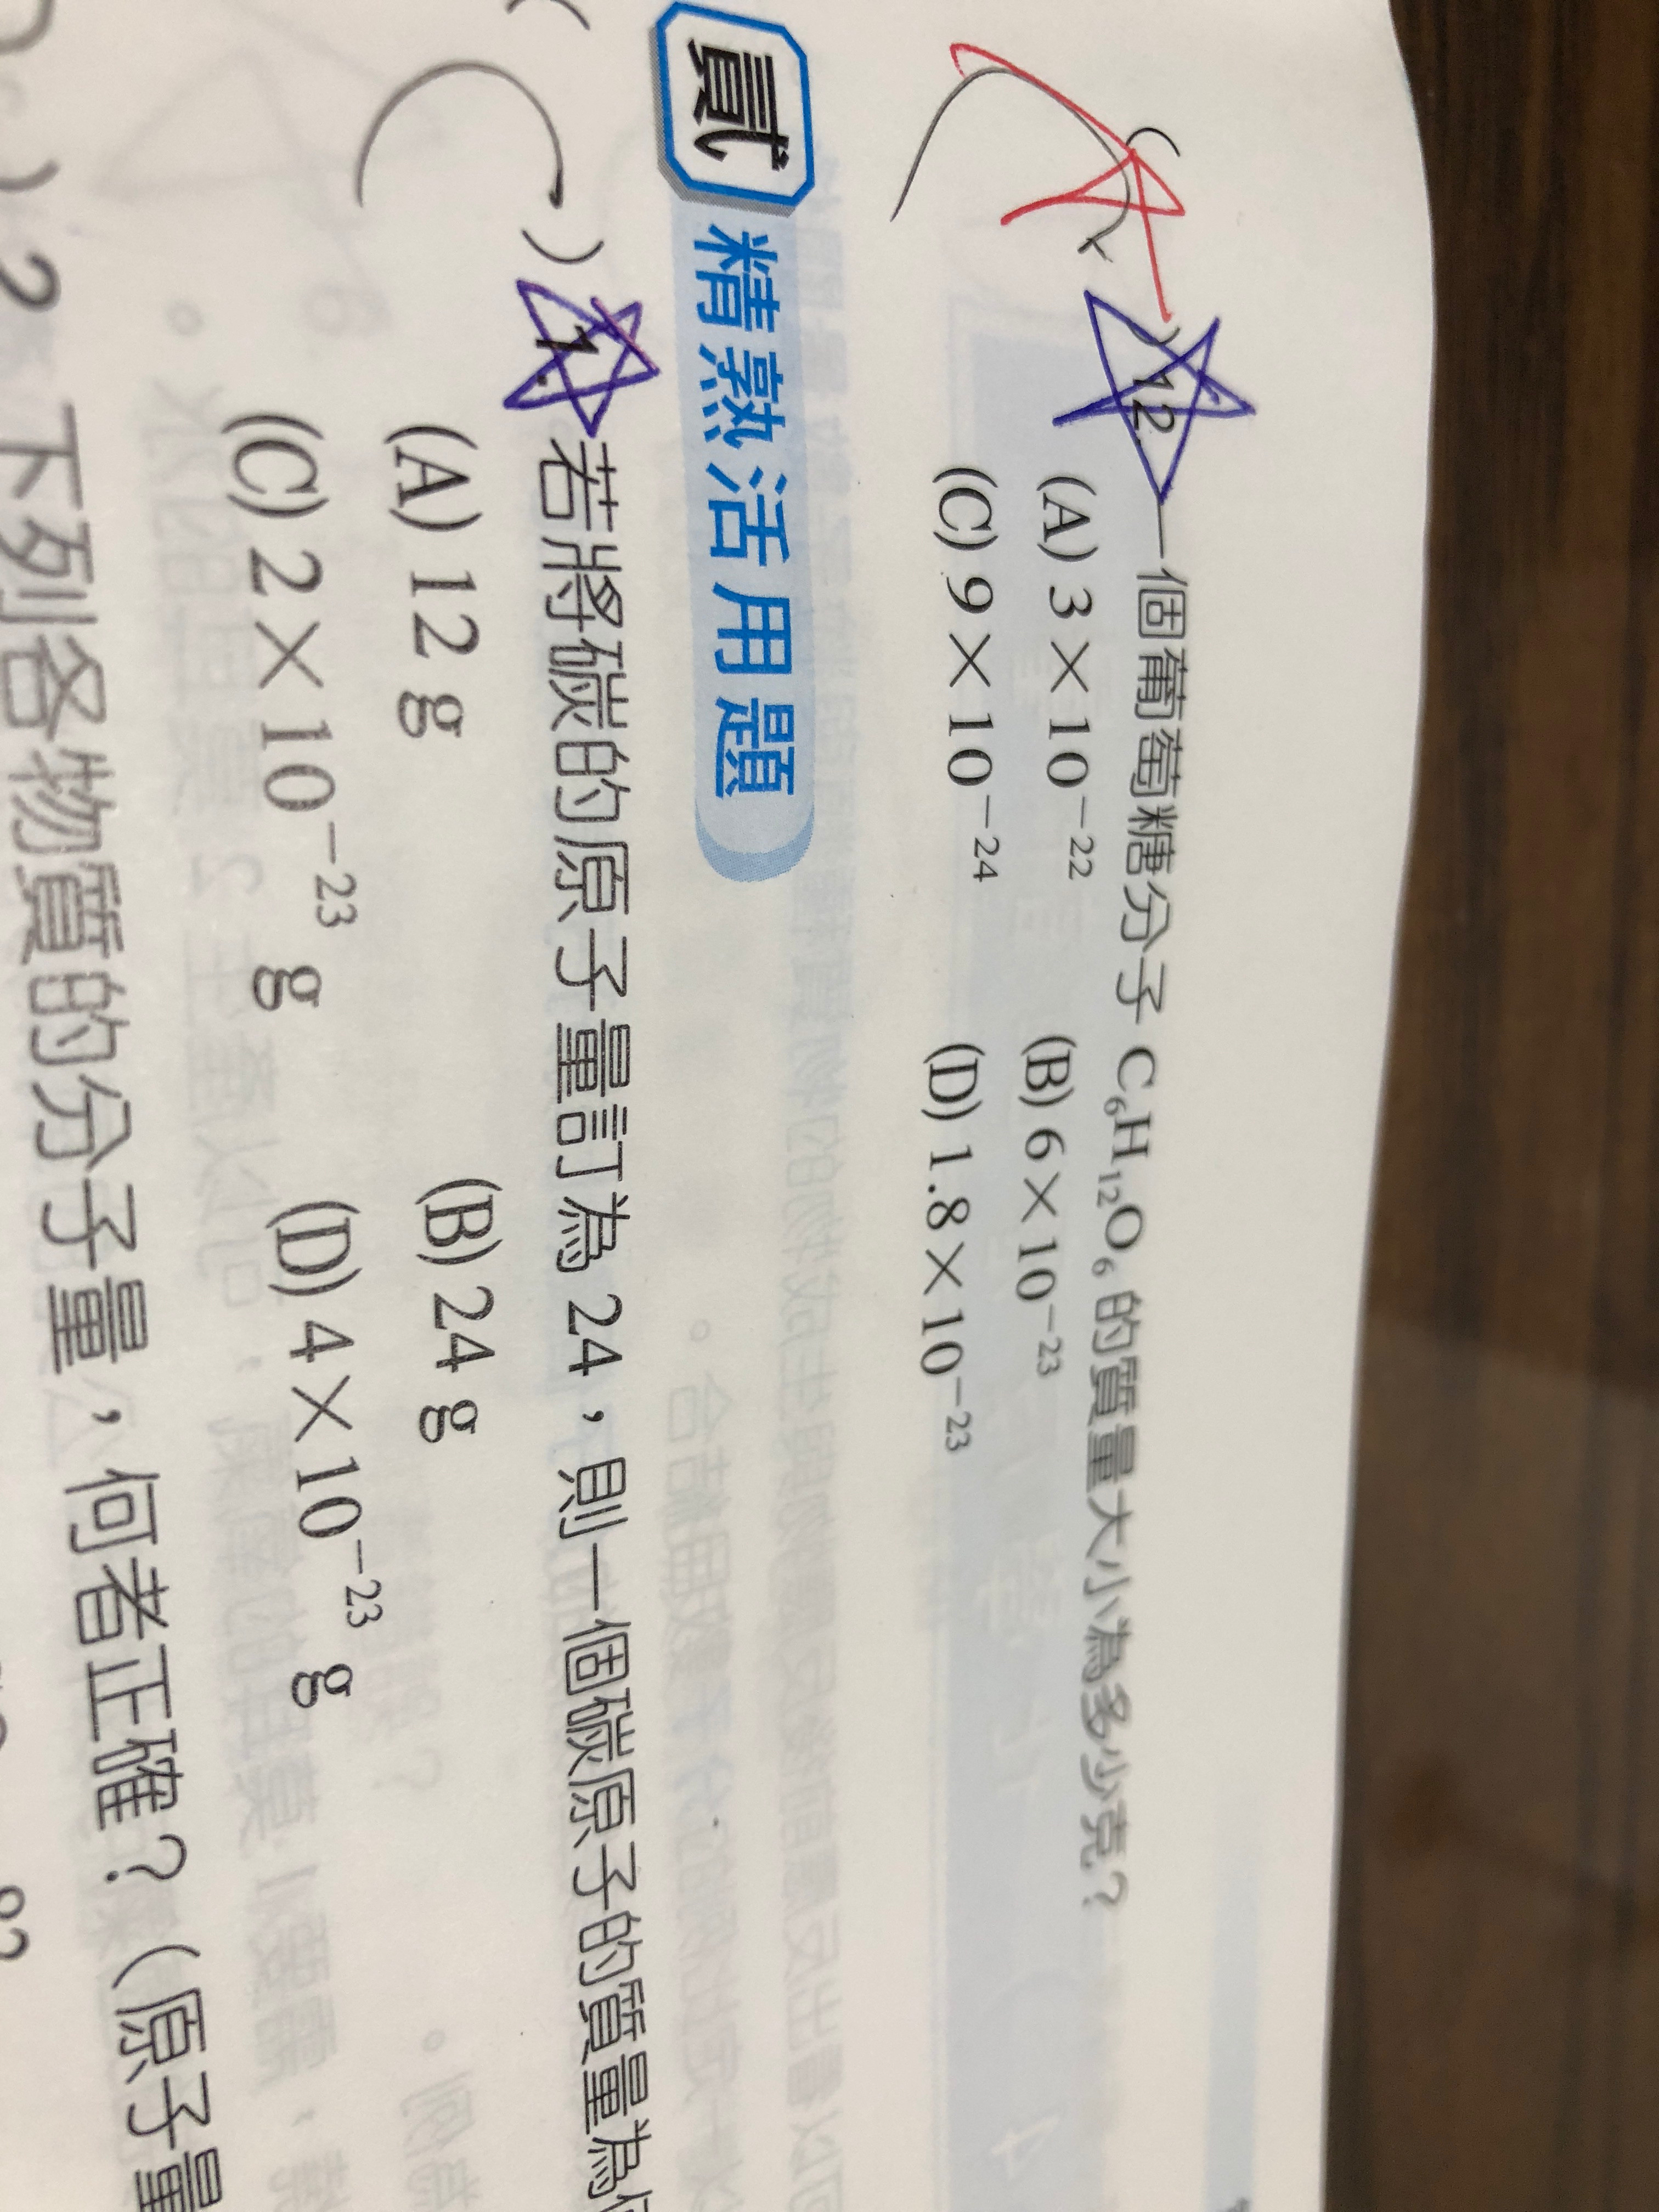 ( )12.一個葡萄糖分子 C₆H₁₂O₆ 的質量大小為多少克？
(A) 3×10⁻²² (B) 6×10⁻²³
(C) 9×10⁻²⁴ (D) 1.8×10⁻²³
貳 精熟活用題
( )1.若將碳的原子量訂為 24，則一個碳原子的質量為
(A) 12 g (B) 24 g
(C) 2×10⁻²³ g (D) 4×10⁻²³ g
)2 下列各物質的分子量，何者正確？（原子量